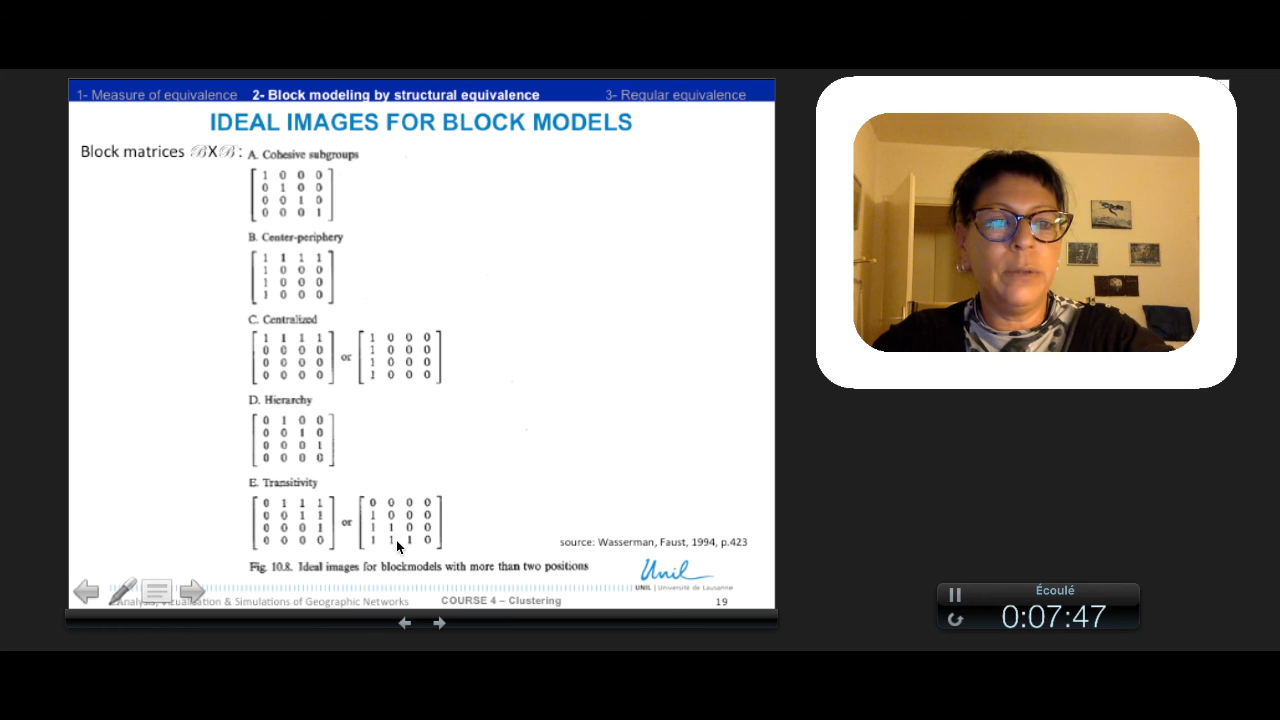 1- Measure of equivalence 2- Block modeling by structural equivalence 3- Regular equivalence
IDEAL IMAGES FOR BLOCK MODELS
Block matrices ℬXℬ:
A. Cohesive subgroups
1 0 0 0
0 1 0 0
0 0 1 0
0 0 0 1
B. Center-periphery
1 1 1 1
1 0 0 0
1 0 0 0
1 0 0 0
C. Centralized
1 1 1 1 1 0 0 0
0 0 0 0 1 0 0 0
or
0 0 0 0 1 0 0 0
0 0 0 0 1 0 0 0
D. Hierarchy
0 1 0 0
0 0 1 0
0 0 0 1
0 0 0 0
E. Transitivity
0 1 1 1 0 0 0 0
0 0 1 1 1 0 0 0
or
0 0 0 1 1 1 0 0
0 0 0 0 1 1 1 0
source: Wasserman, Faust, 1994, p.423
Fig. 10.8. Ideal images for blockmodels with more than two positions
Unil
UNIL | Université de Lausanne
& Simulations of Geographic Networks COURSE 4 – Clustering 19
Écoulé
0:07:47